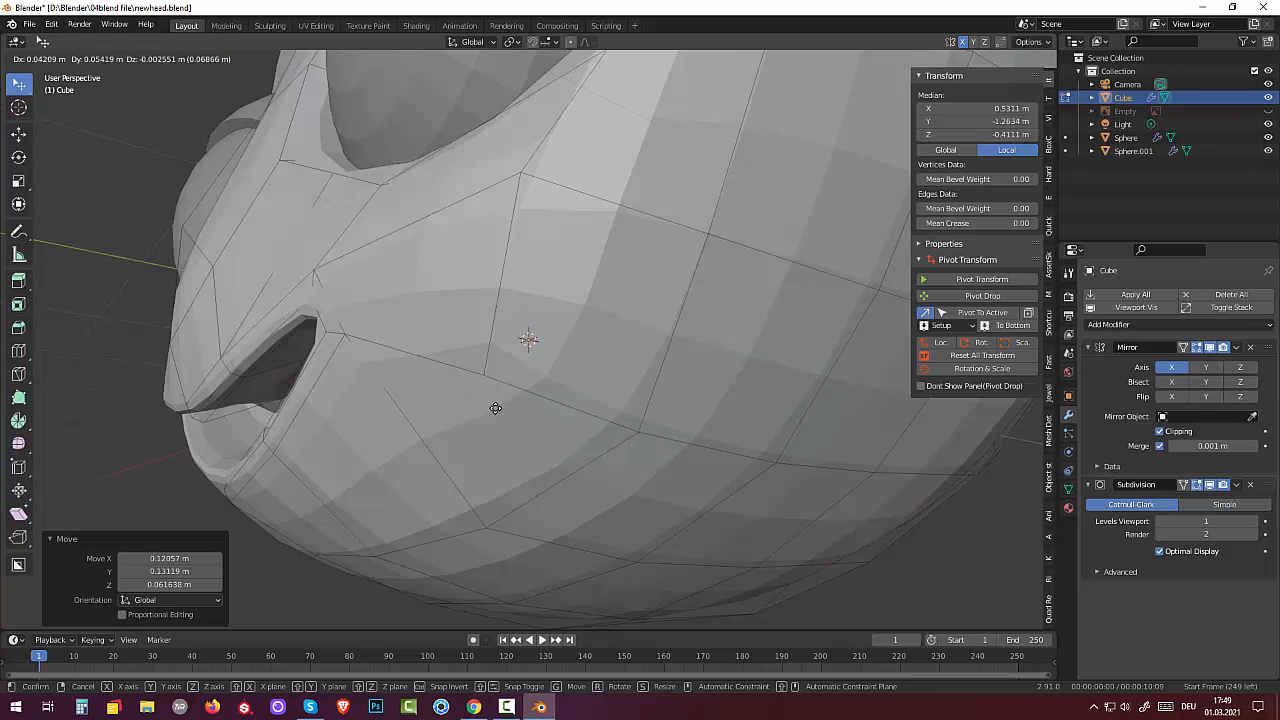 Blender* [D:\Blender\04blend file\newhead.blend]
File Edit Render Window Help Layout Modeling Sculpting UV Editing Texture Paint Shading Animation Rendering Compositing Scripting Scene View Layer
Global X Y Z Options
Dx: 0.04209 m Dy: 0.05419 m Dz: -0.002551 m (0.06866 m)
User Perspective
(1) Cube
Transform
Median:
X 0.5311 m
Y -1.2634 m
Z -0.4111 m
Global Local
Vertices Data:
Mean Bevel Weight 0.00
Edges Data:
Mean Bevel Weight 0.00
Mean Crease 0.00
Properties
Pivot Transform
Pivot Transform
Pivot Drop
Pivot To Active
Setup To Bottom
Loc. Rot. Sca.
Reset All Transform
Rotation & Scale
Dont Show Panel(Pivot Drop)
Scene Collection
Collection
Camera
Cube
Empty
Light
Sphere
Sphere.001
Cube
Apply All Delete All
Viewport Vis Toggle Stack
Add Modifier
Mirror
Axis X Y Z
Bisect X Y Z
Flip X Y Z
Mirror Object
Clipping
Merge 0.001 m
Data
Subdivision
Catmull-Clark Simple
Levels Viewport 1
Render 2
Optimal Display
Advanced
Move
Move X 0.12057 m
Y 0.13119 m
Z 0.061638 m
Orientation Global
Proportional Editing
Playback Keying View Marker 1 Start 1 End 250
1 10 20 30 40 50 60 70 80 90 100 110 120 130 140 150 160 170 180 190 200 210 220 230 240 250
Confirm Cancel X X axis Y Y axis Z Z axis X X plane Y Y plane Z Z plane Snap Invert Snap Toggle G Move R Rotate S Resize Automatic Constraint Automatic Constraint Plane 2.91.0 00:00:00:00 / 00:00:10:09 Start Frame (249 left)
DEU 17:49
01.03.2021